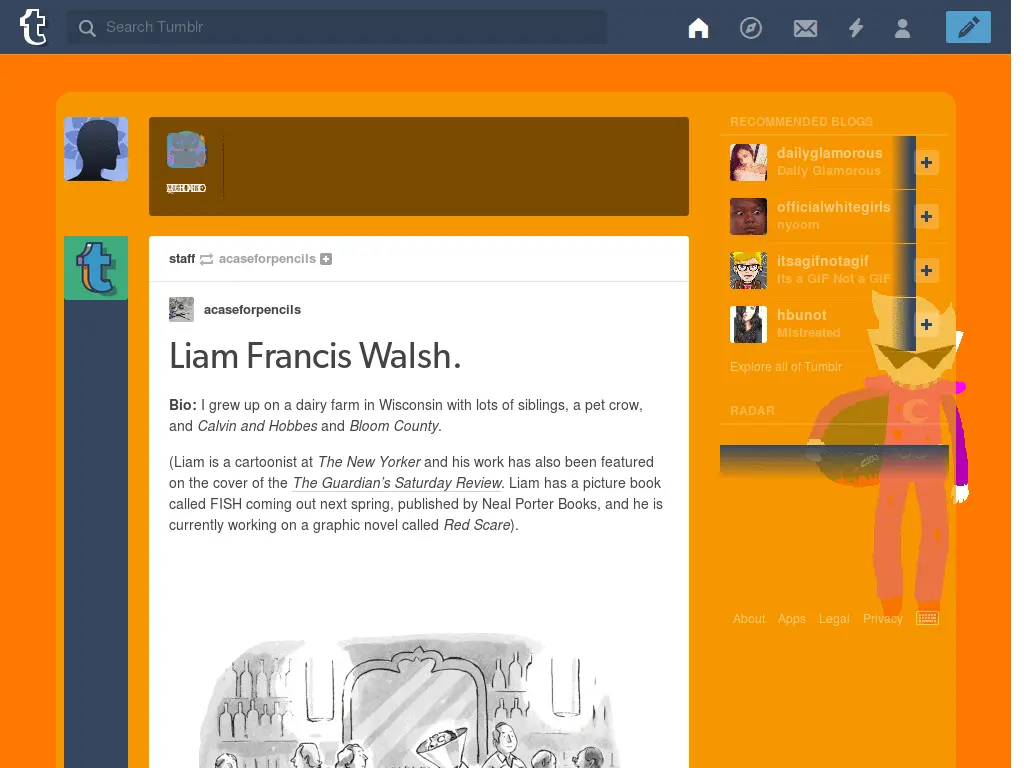 Search Tumblr
RECOMMENDED BLOGS
dailyglamorous
Daily Glamorous
officialwhitegirls
nyoom
itsagifnotagif
Its a GIF Not a GIF
hbunot
Mistreated
Explore all of Tumblr
RADAR
About Apps Legal Privacy
staff acaseforpencils
acaseforpencils
Liam Francis Walsh.
Bio: I grew up on a dairy farm in Wisconsin with lots of siblings, a pet crow,
and Calvin and Hobbes and Bloom County.
(Liam is a cartoonist at The New Yorker and his work has also been featured
on the cover of the The Guardian’s Saturday Review. Liam has a picture book
called FISH coming out next spring, published by Neal Porter Books, and he is
currently working on a graphic novel called Red Scare).